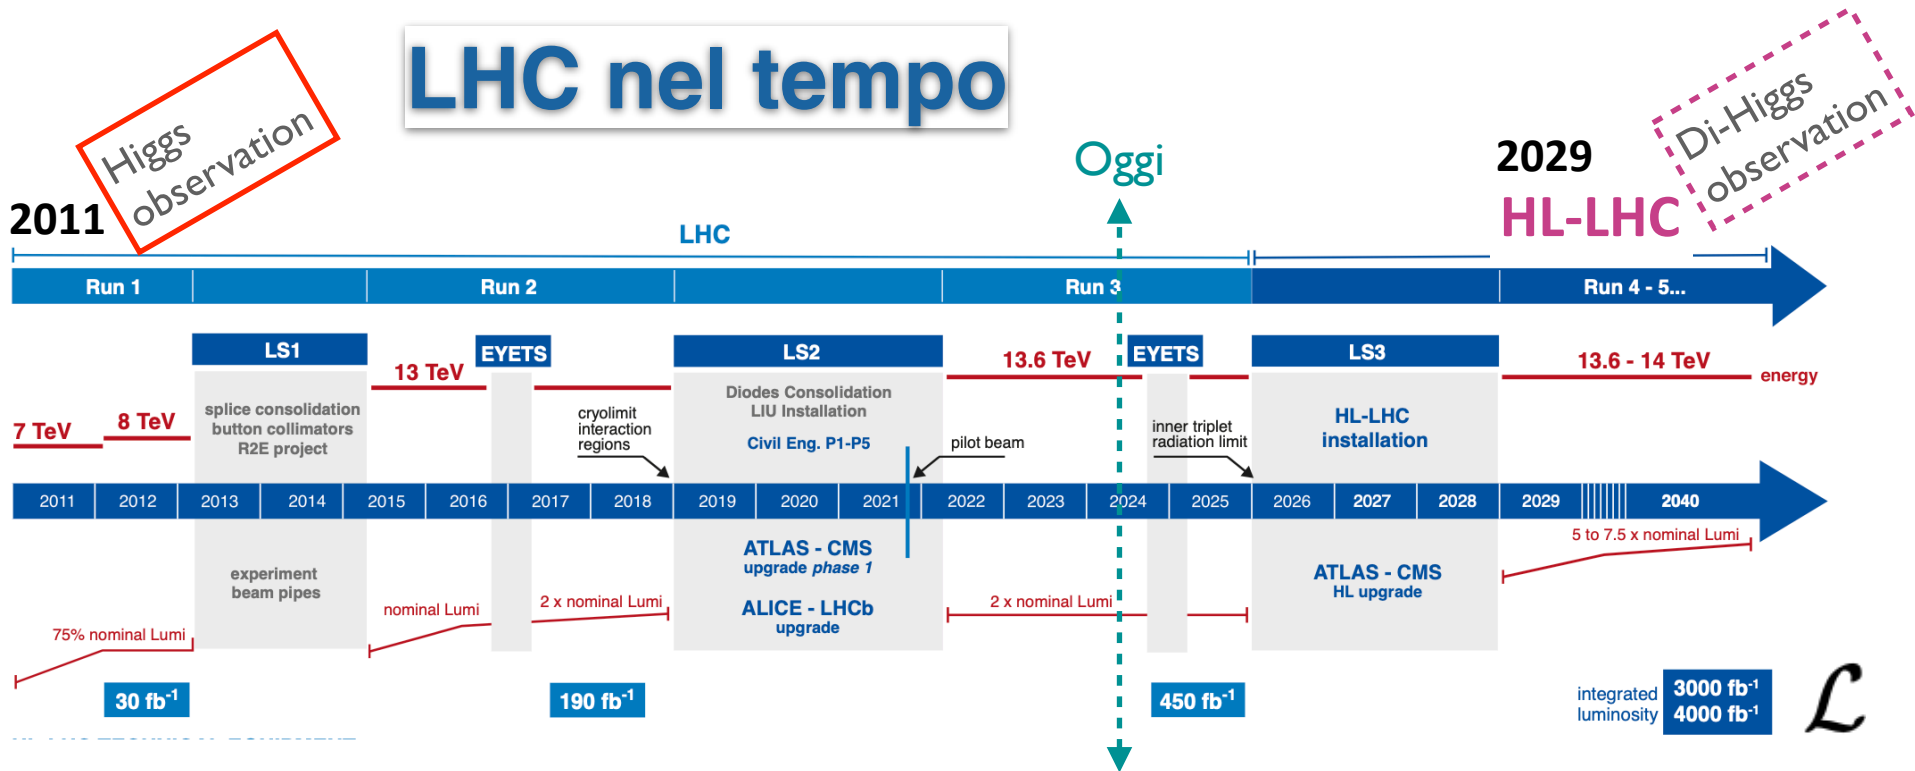 LHC nel tempo
Higgs
observation
Di-Higgs
observation
Oggi
2029
HL-LHC
2011
LHC
Run 1
Run 2
Run 3
Run 4 - 5...
LS1
EYETS
LS2
EYETS
LS3
13 TeV
13.6 TeV
13.6 - 14 TeV
energy
7 TeV
8 TeV
splice consolidation
button collimators
R2E project
cryolimit
interaction
regions
Diodes Consolidation
LIU Installation
Civil Eng. P1-P5
pilot beam
inner triplet
radiation limit
HL-LHC
installation
2011 2012 2013 2014 2015 2016 2017 2018 2019 2020 2021 2022 2023 2024 2025 2026 2027 2028 2029 2040
experiment
beam pipes
ATLAS - CMS
upgrade phase 1
ALICE - LHCb
upgrade
ATLAS - CMS
HL upgrade
5 to 7.5 x nominal Lumi
75% nominal Lumi
nominal Lumi
2 x nominal Lumi
2 x nominal Lumi
30 fb-1
190 fb-1
450 fb-1
integrated
luminosity
3000 fb-1
4000 fb-1
ℒ